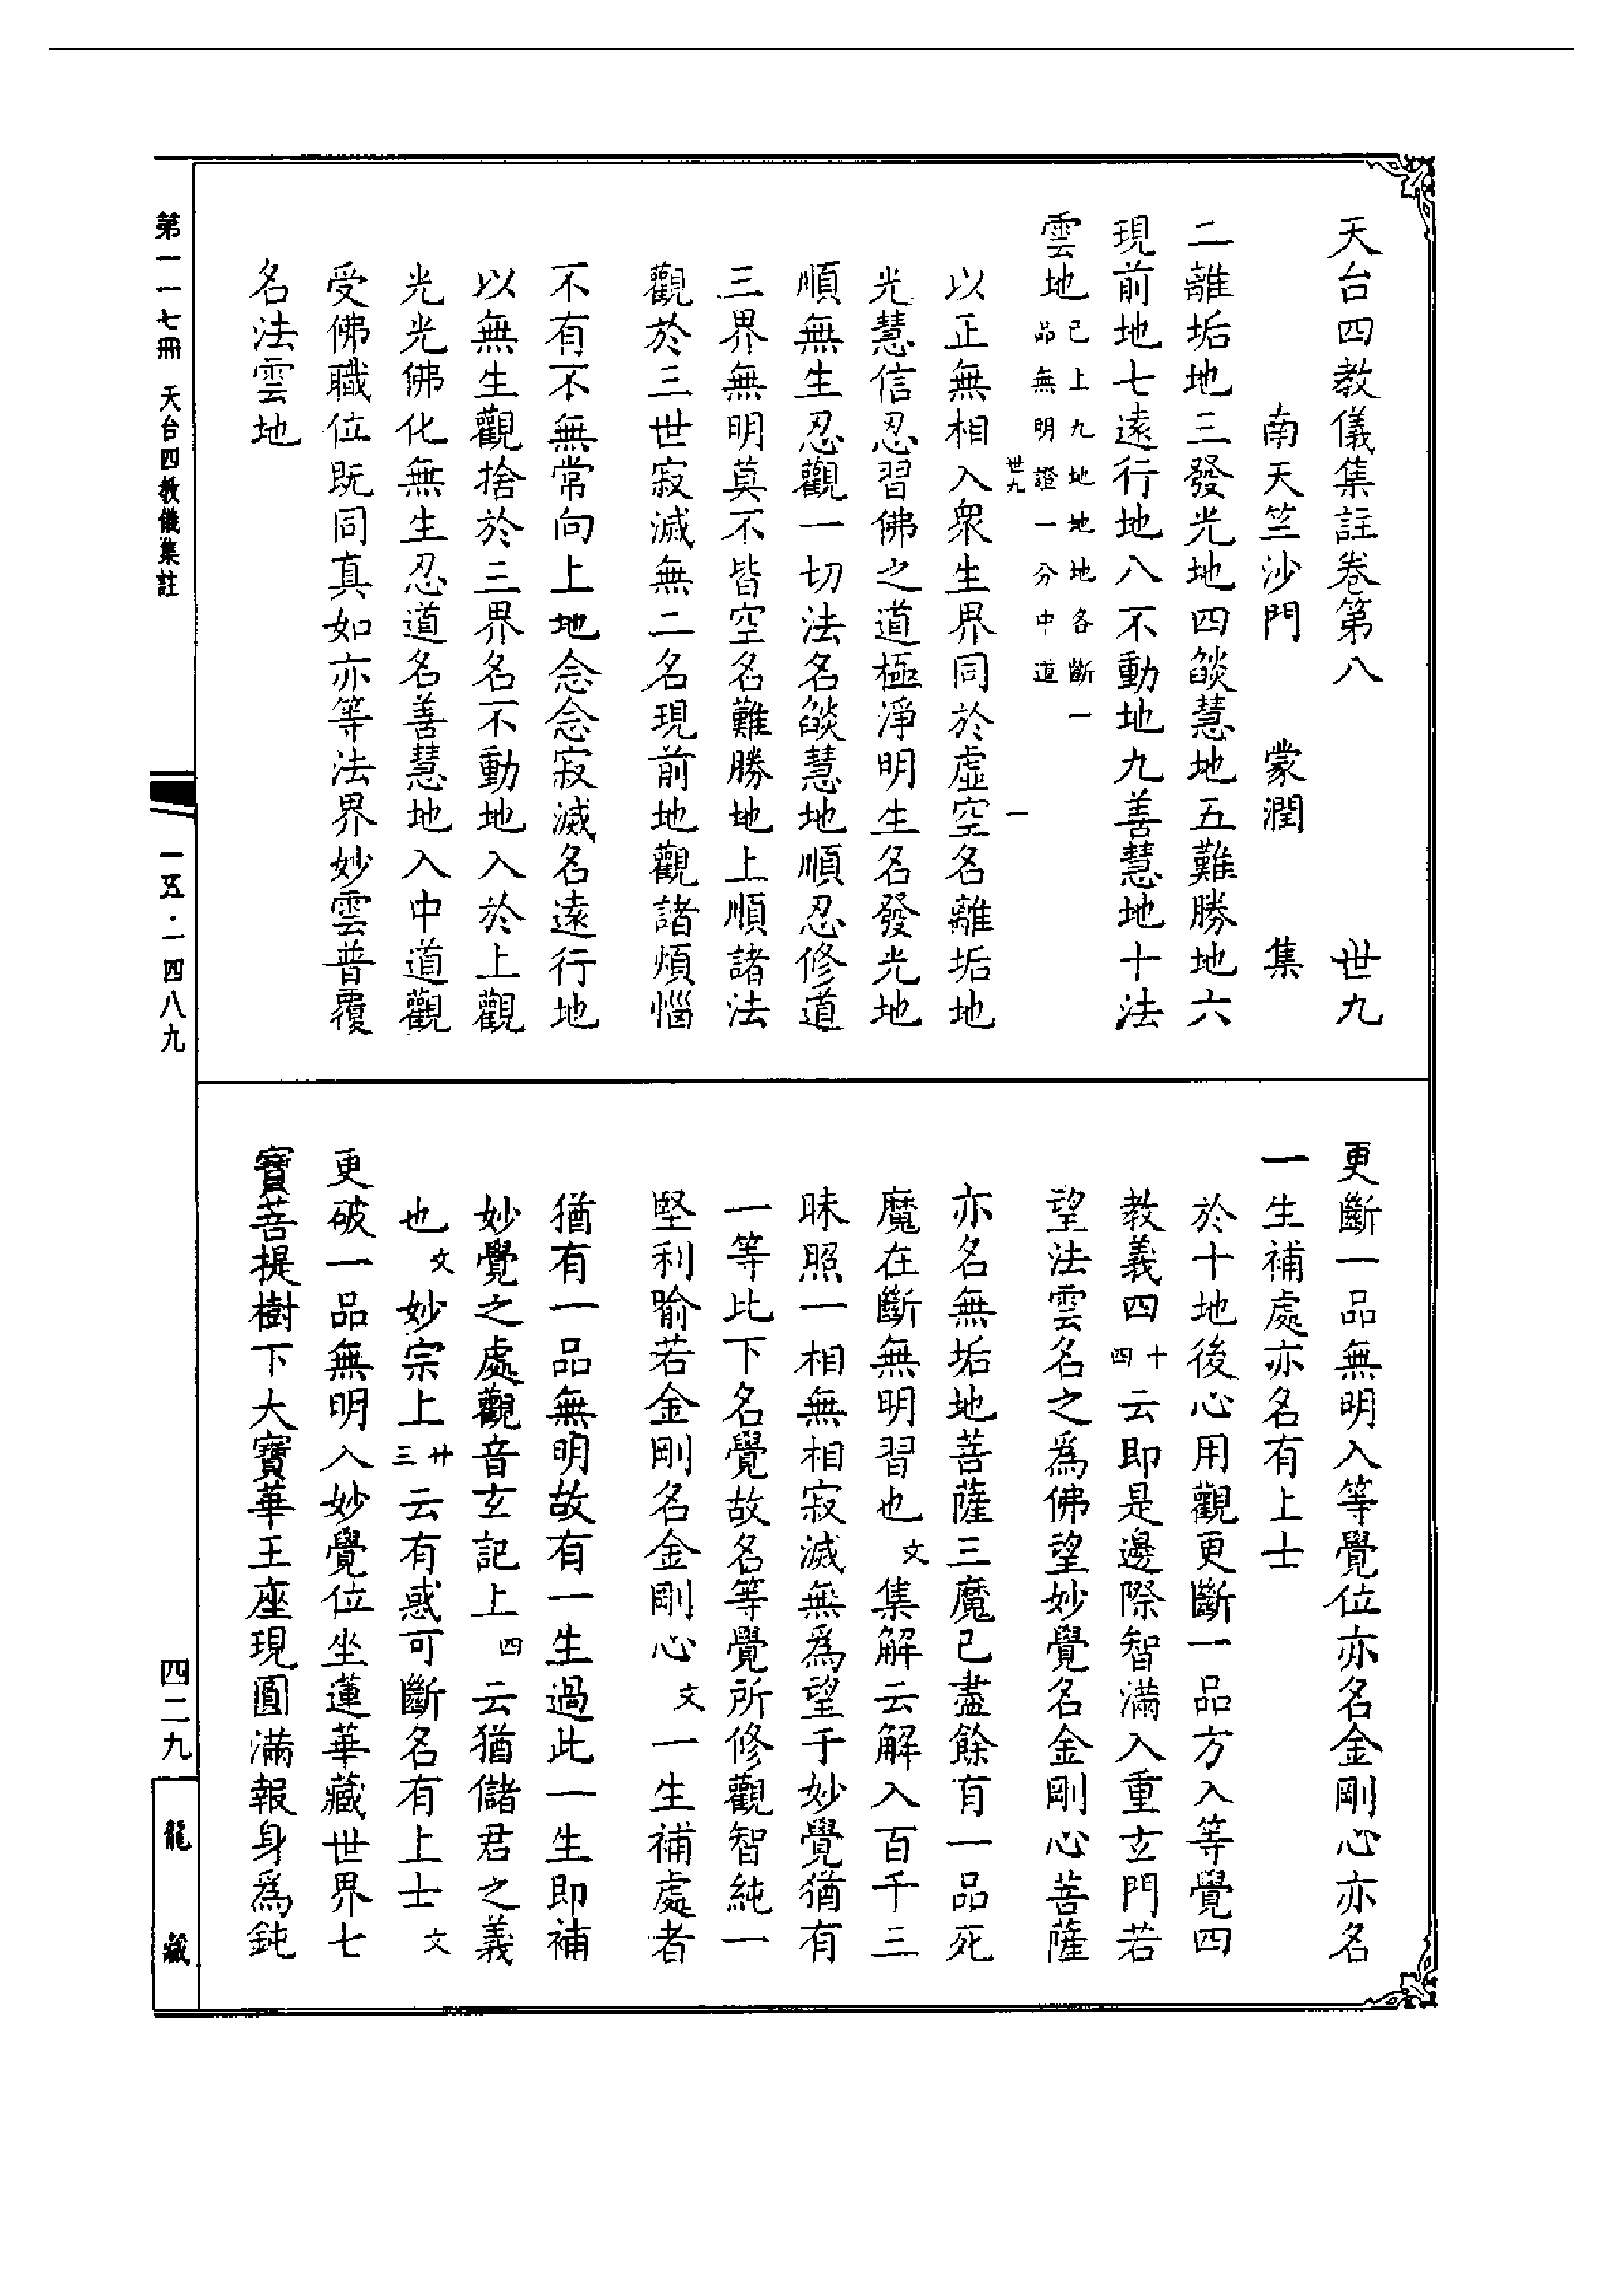 天台四教儀集註卷第八　世九
南天竺沙門　蒙潤　集
二離垢地三發光地四燄慧地五難勝地六
現前地七遠行地八不動地九善慧地十法
雲地已上九地地地各斷一品無明證一分中道
世九　一
以正無相入衆生界同於虛空名離垢地
光慧信忍習佛之道極淨明生名發光地
順無生忍觀一切法名燄慧地順忍修道
三界無明莫不皆空名難勝地上順諸法
觀於三世寂滅無二名現前地觀諸煩惱
不有不無常向上地念念寂滅名遠行地
以無生觀捨於三界名不動地入於上觀
光光佛化無生忍道名善慧地入中道觀
受佛職位既同真如亦等法界妙雲普覆
名法雲地
更斷一品無明入等覺位亦名金剛心亦名
一生補處亦名有上士
於十地後心用觀更斷一品方入等覺四
教義四十四云即是邊際智滿入重玄門若
望法雲名之爲佛望妙覺名金剛心菩薩
亦名無垢地菩薩三魔已盡餘有一品死
魔在斷無明習也文集解云解入百千三
昧照一相無相寂滅無爲望于妙覺猶有
一等比下名覺故名等覺所修觀智純一
堅利喻若金剛名金剛心文一生補處者
猶有一品無明故有一生過此一生即補
妙覺之處觀音玄記上四云猶儲君之義
也文妙宗上廿三云有惑可斷名有上士文
更破一品無明入妙覺位坐蓮華藏世界七
寶菩提樹下大寶華王座現圓滿報身爲鈍
第一一七冊　天台四教儀集註
一五·一四八九
四二九
龍藏